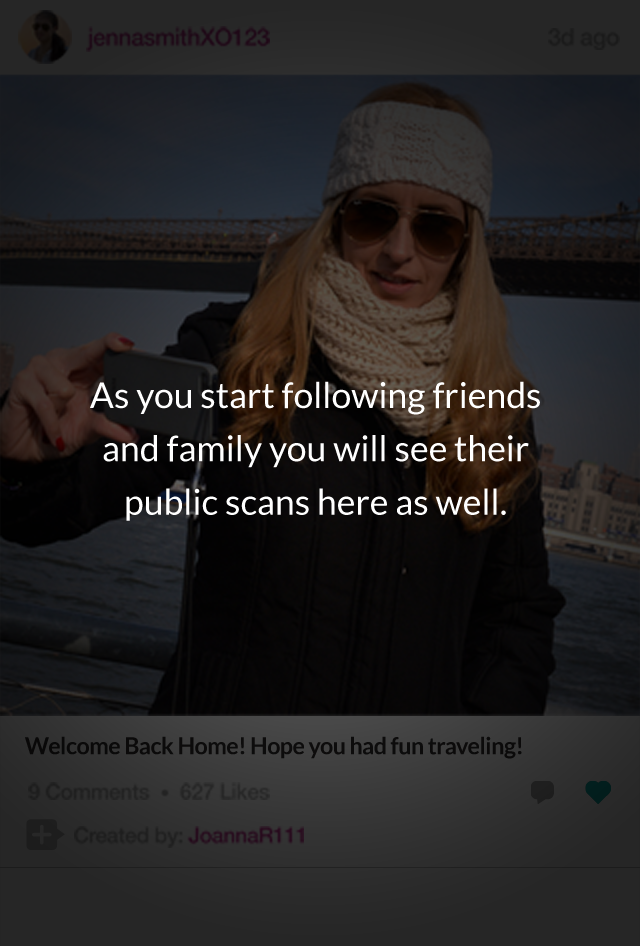 jennasmithXO123 3d ago
As you start following friends
and family you will see their
public scans here as well.
Welcome Back Home! Hope you had fun traveling!
9 Comments • 627 Likes
Created by: JoannaR111